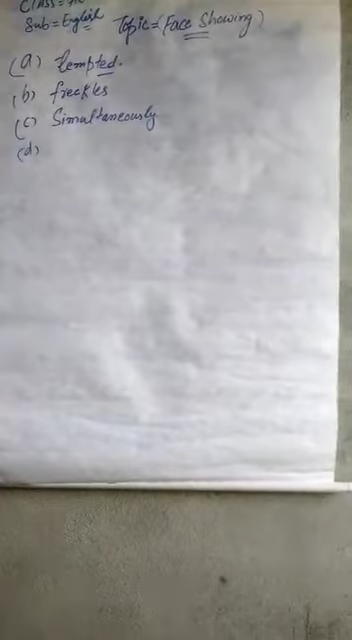 Sub = English Topic = (Face Showing)
(a) tempted.
(b) freckles
(c) Simultaneously
(d)